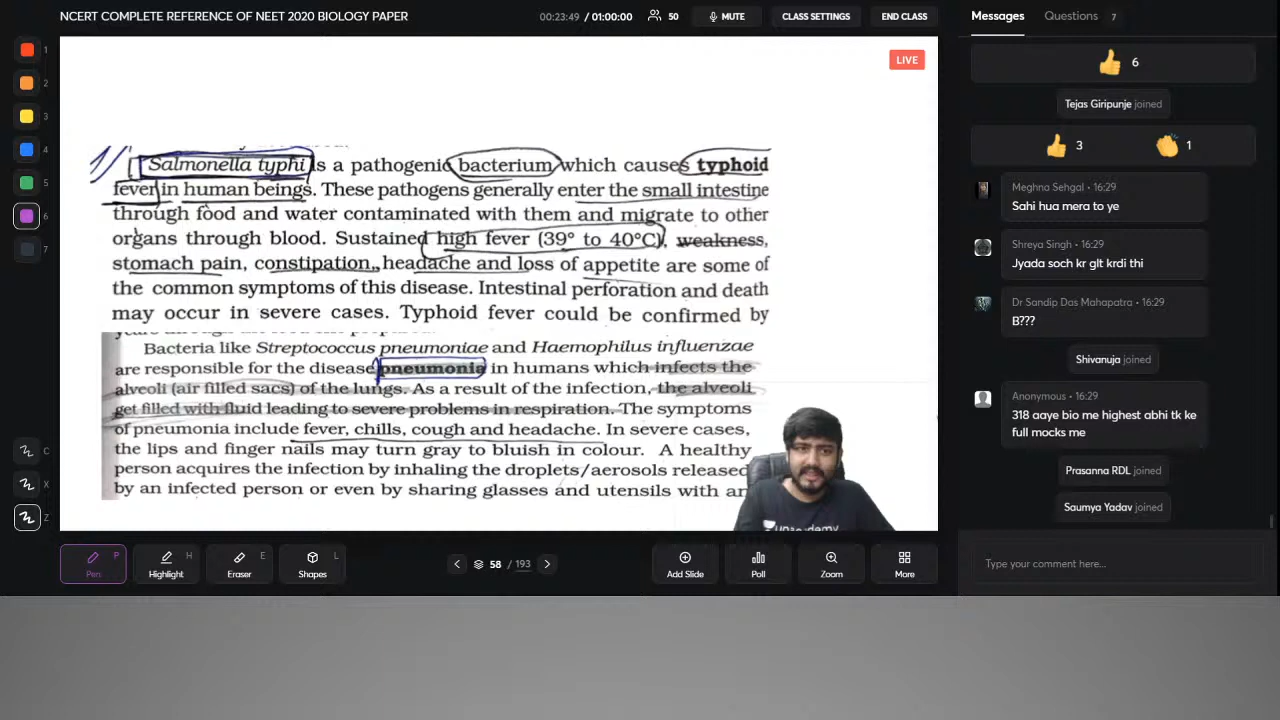 NCERT COMPLETE REFERENCE OF NEET 2020 BIOLOGY PAPER
00:23:49 / 01:00:00
50
MUTE
CLASS SETTINGS
END CLASS
Messages
Questions 7
LIVE
1
2
3
4
5
6
7
C
X
Z
Salmonella typhi is a pathogenic bacterium which causes typhoid
fever in human beings. These pathogens generally enter the small intestine
through food and water contaminated with them and migrate to other
organs through blood. Sustained high fever (39° to 40°C), weakness,
stomach pain, constipation, headache and loss of appetite are some of
the common symptoms of this disease. Intestinal perforation and death
may occur in severe cases. Typhoid fever could be confirmed by
Bacteria like Streptococcus pneumoniae and Haemophilus influenzae
are responsible for the disease pneumonia in humans which infects the
alveoli (air filled sacs) of the lungs. As a result of the infection, the alveoli
get filled with fluid leading to severe problems in respiration. The symptoms
of pneumonia include fever, chills, cough and headache. In severe cases,
the lips and finger nails may turn gray to bluish in colour. A healthy
person acquires the infection by inhaling the droplets/aerosols released
by an infected person or even by sharing glasses and utensils with an
Pen P
Highlight H
Eraser E
Shapes L
58 / 193
Add Slide
Poll
Zoom
More
6
Tejas Giripunje joined
3
1
Meghna Sehgal • 16:29
Sahi hua mera to ye
Shreya Singh • 16:29
Jyada soch kr glt krdi thi
Dr Sandip Das Mahapatra • 16:29
B???
Shivanuja joined
Anonymous • 16:29
318 aaye bio me highest abhi tk ke
full mocks me
Prasanna RDL joined
Saumya Yadav joined
Type your comment here...